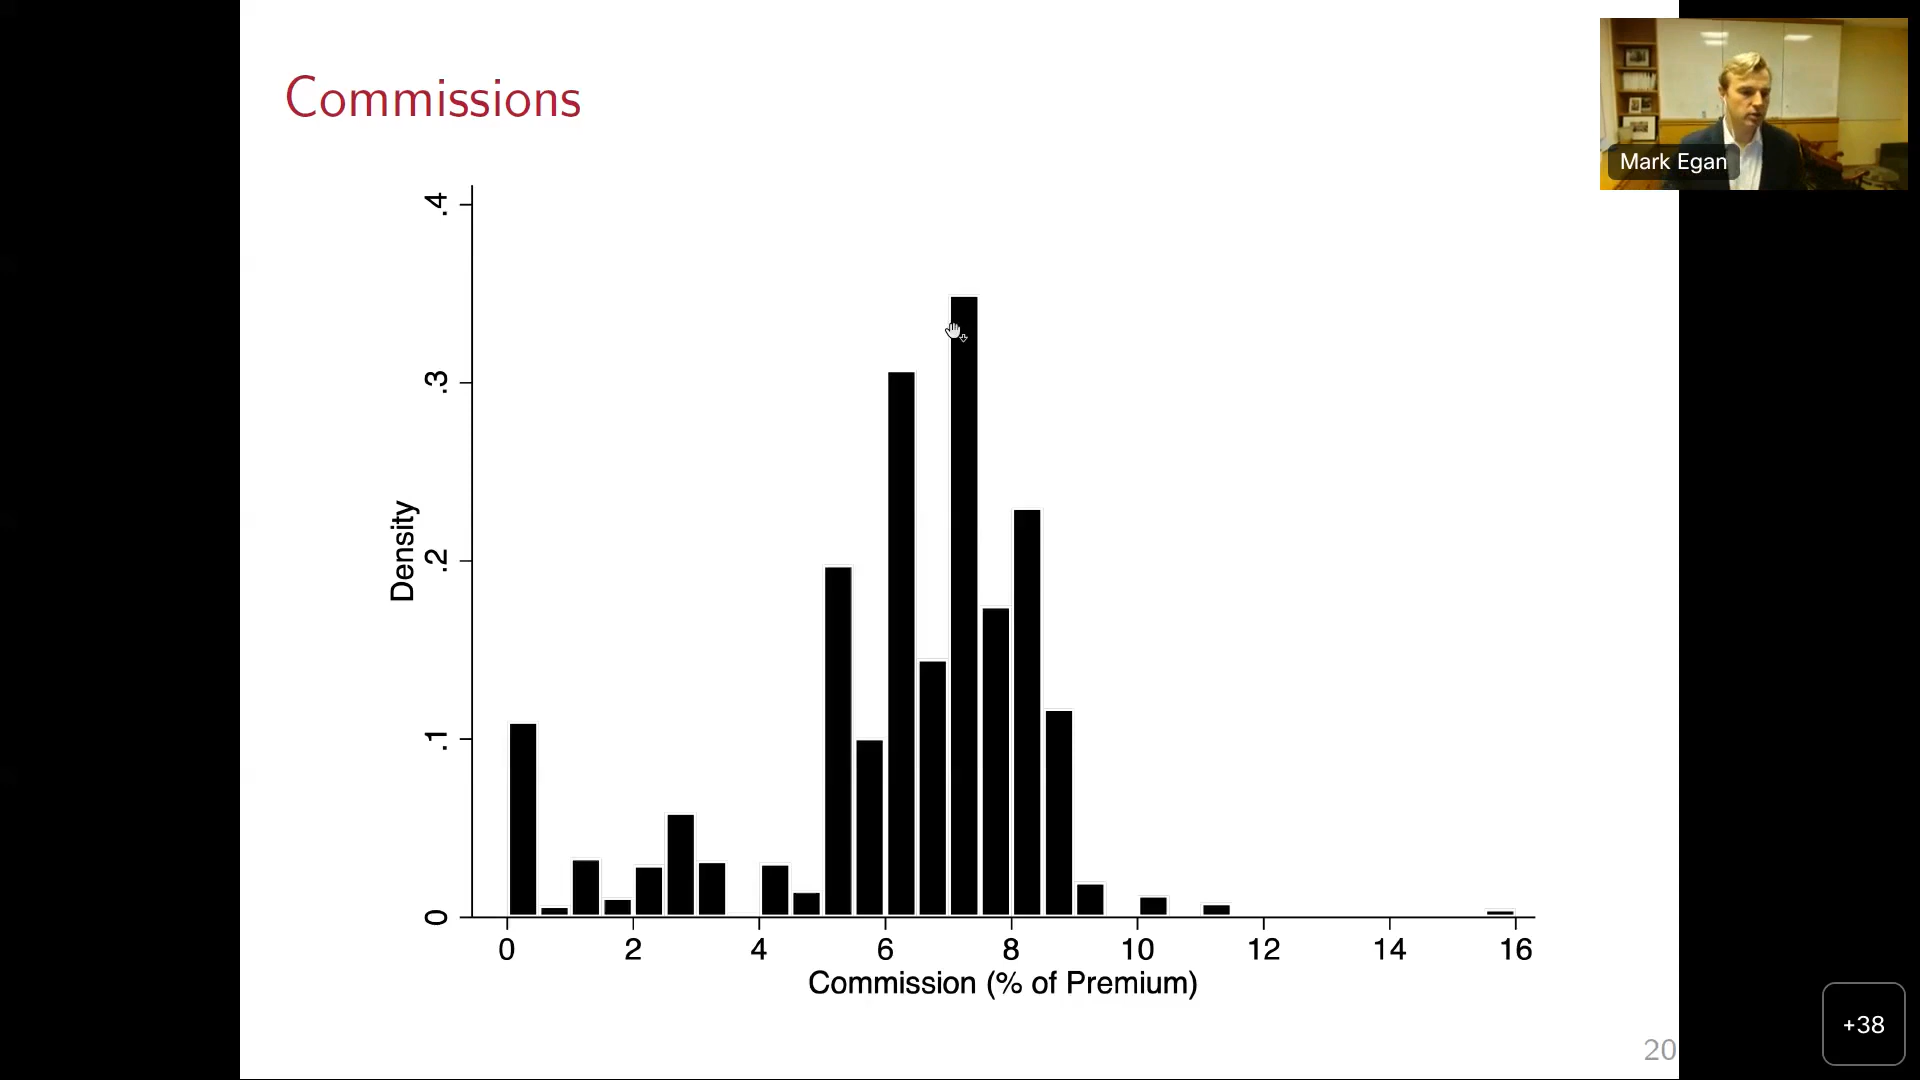 Commissions
Mark Egan
.4
.3
.2
.1
0
Density
0 2 4 6 8 10 12 14 16
Commission (% of Premium)
20
+38